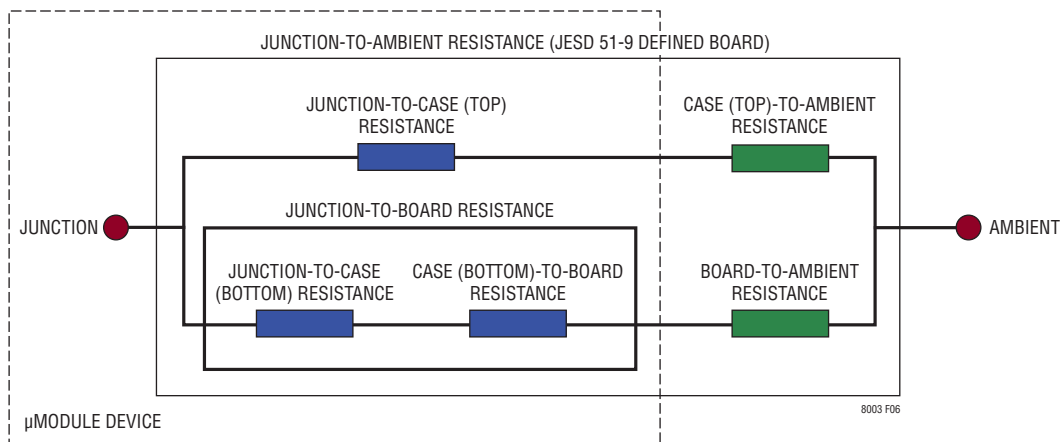 JUNCTION-TO-AMBIENT RESISTANCE (JESD 51-9 DEFINED BOARD)
JUNCTION-TO-CASE (TOP)
RESISTANCE
CASE (TOP)-TO-AMBIENT
RESISTANCE
JUNCTION
JUNCTION-TO-BOARD RESISTANCE
AMBIENT
JUNCTION-TO-CASE
(BOTTOM) RESISTANCE
CASE (BOTTOM)-TO-BOARD
RESISTANCE
BOARD-TO-AMBIENT
RESISTANCE
8003 F06
µMODULE DEVICE